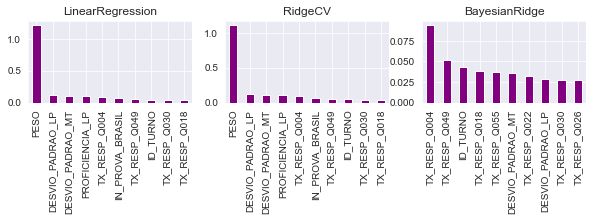 LinearRegression
1.0
0.5
0.0
PESO
DESVIO_PADRAO_LP
DESVIO_PADRAO_MT
PROFICIENCIA_LP
TX_RESP_Q004
IN_PROVA_BRASIL
TX_RESP_Q049
ID_TURNO
TX_RESP_Q030
TX_RESP_Q018
RidgeCV
1.0
0.5
0.0
PESO
DESVIO_PADRAO_LP
DESVIO_PADRAO_MT
PROFICIENCIA_LP
TX_RESP_Q004
IN_PROVA_BRASIL
TX_RESP_Q049
ID_TURNO
TX_RESP_Q030
TX_RESP_Q018
BayesianRidge
0.075
0.050
0.025
0.000
TX_RESP_Q004
TX_RESP_Q049
ID_TURNO
TX_RESP_Q018
TX_RESP_Q055
DESVIO_PADRAO_MT
TX_RESP_Q022
DESVIO_PADRAO_LP
TX_RESP_Q030
TX_RESP_Q026